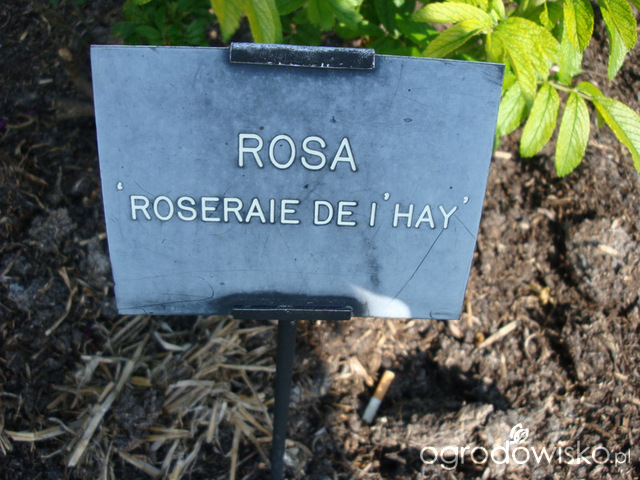 ROSA
'ROSERAIE DE l'HAY'
ogrodowisko.pl